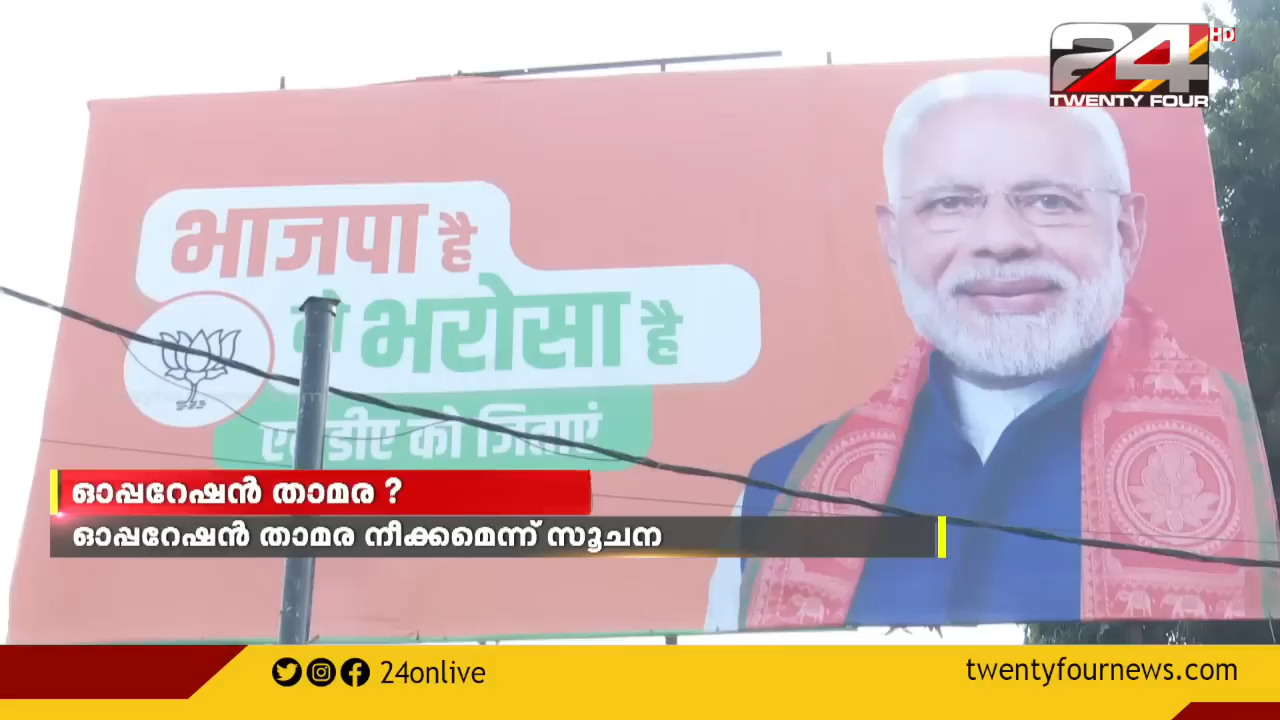 24 HD
TWENTY FOUR
भाजपा है
भरोसा है
को जिताएं
ഓപ്പറേഷൻ താമര ?
ഓപ്പറേഷൻ താമര നീക്കമെന്ന് സൂചന
24onlive
twentyfournews.com